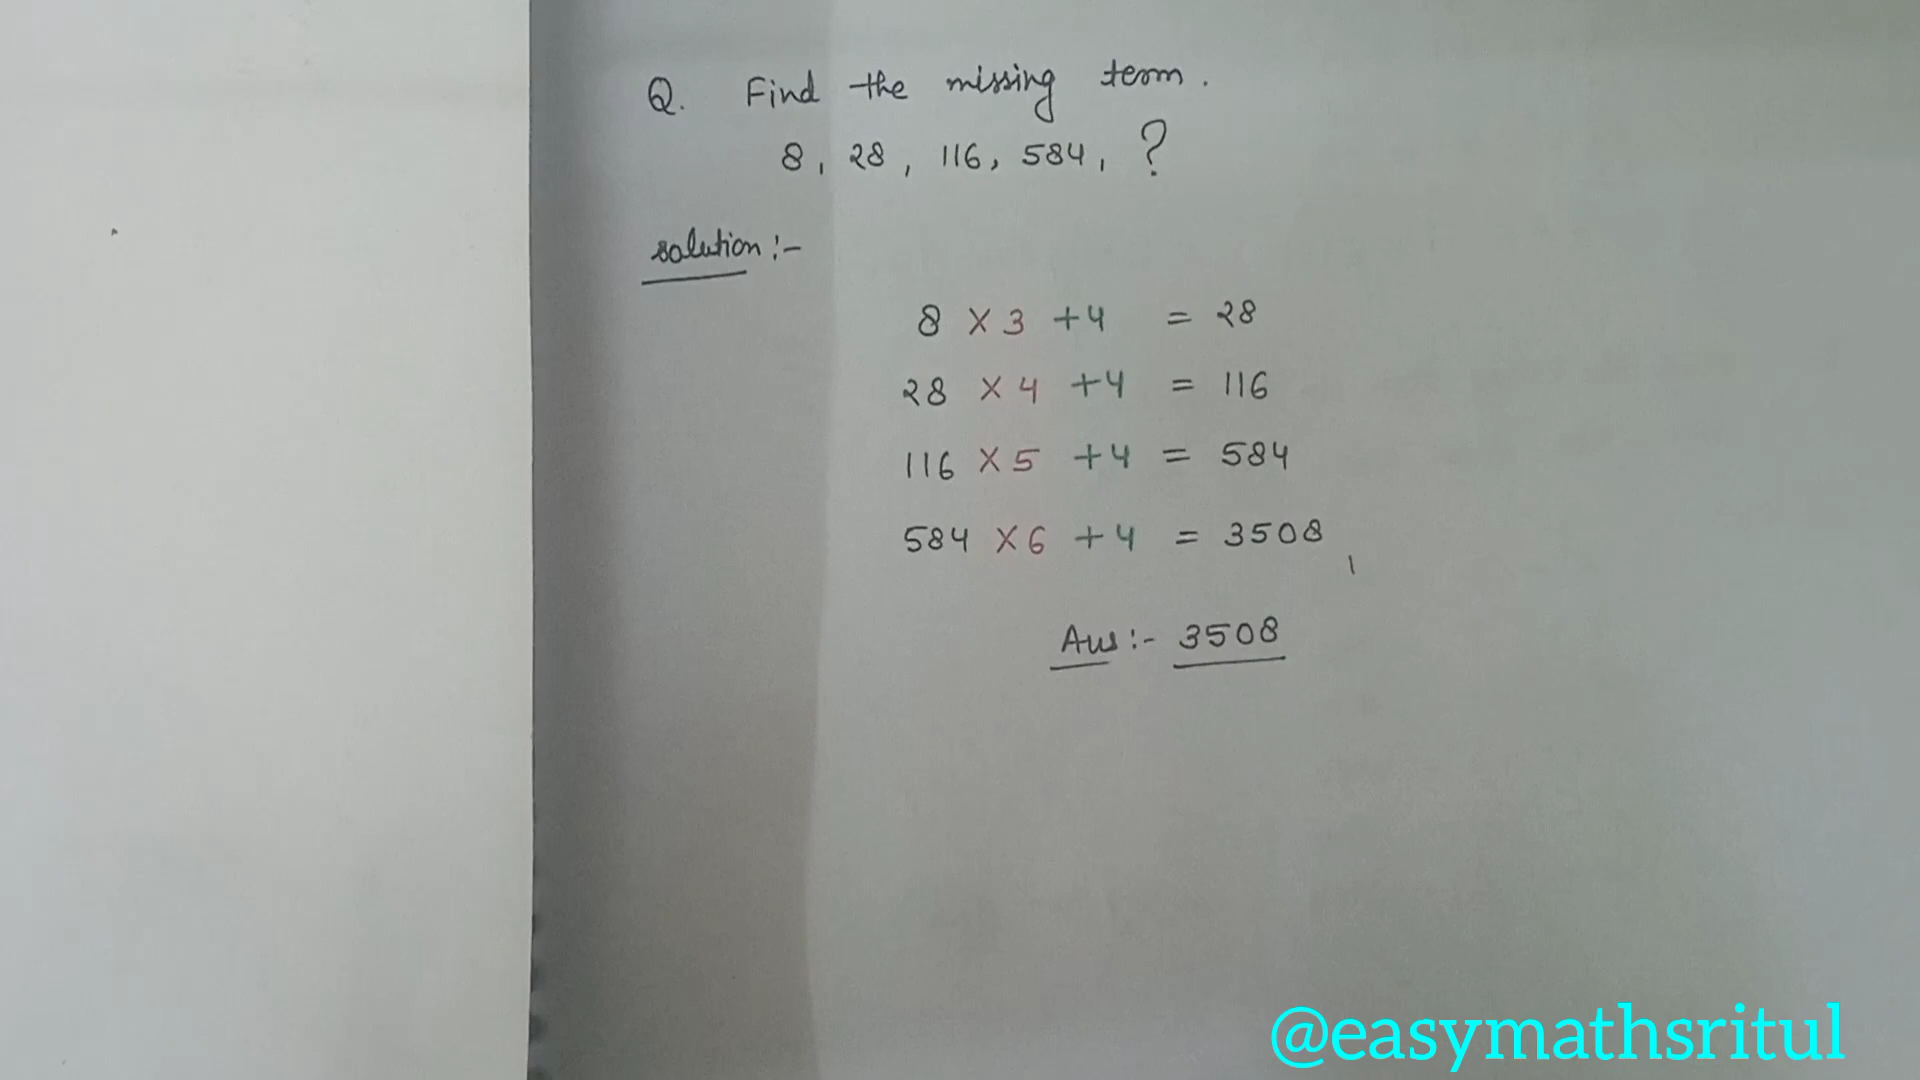 Q. Find the missing term.
8, 28, 116, 584, ?
solution :-
8 × 3 + 4 = 28
28 × 4 + 4 = 116
116 × 5 + 4 = 584
584 × 6 + 4 = 3508
Ans :- 3508
@easymathsritul